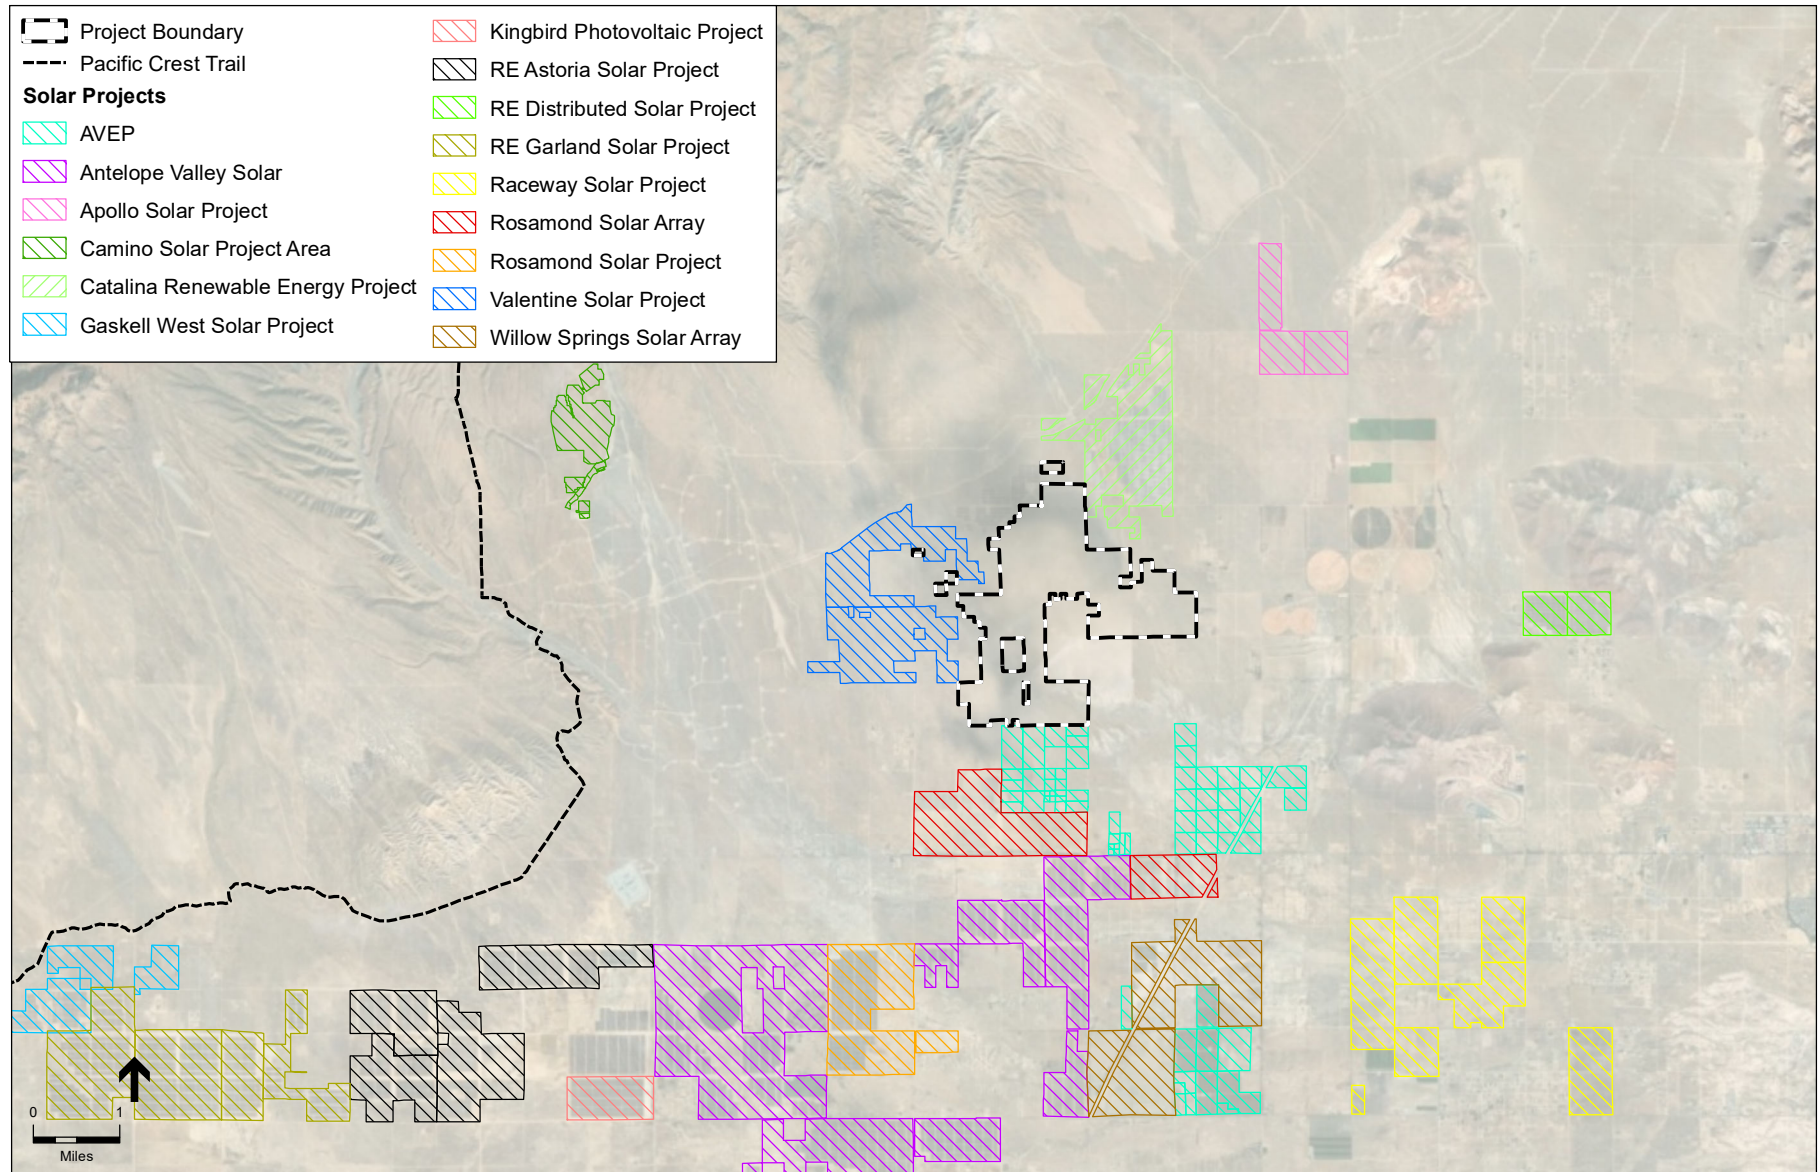 Project Boundary
Pacific Crest Trail
Solar Projects
AVEP
Antelope Valley Solar
Apollo Solar Project
Camino Solar Project Area
Catalina Renewable Energy Project
Gaskell West Solar Project
Kingbird Photovoltaic Project
RE Astoria Solar Project
RE Distributed Solar Project
RE Garland Solar Project
Raceway Solar Project
Rosamond Solar Array
Rosamond Solar Project
Valentine Solar Project
Willow Springs Solar Array
0 1
Miles